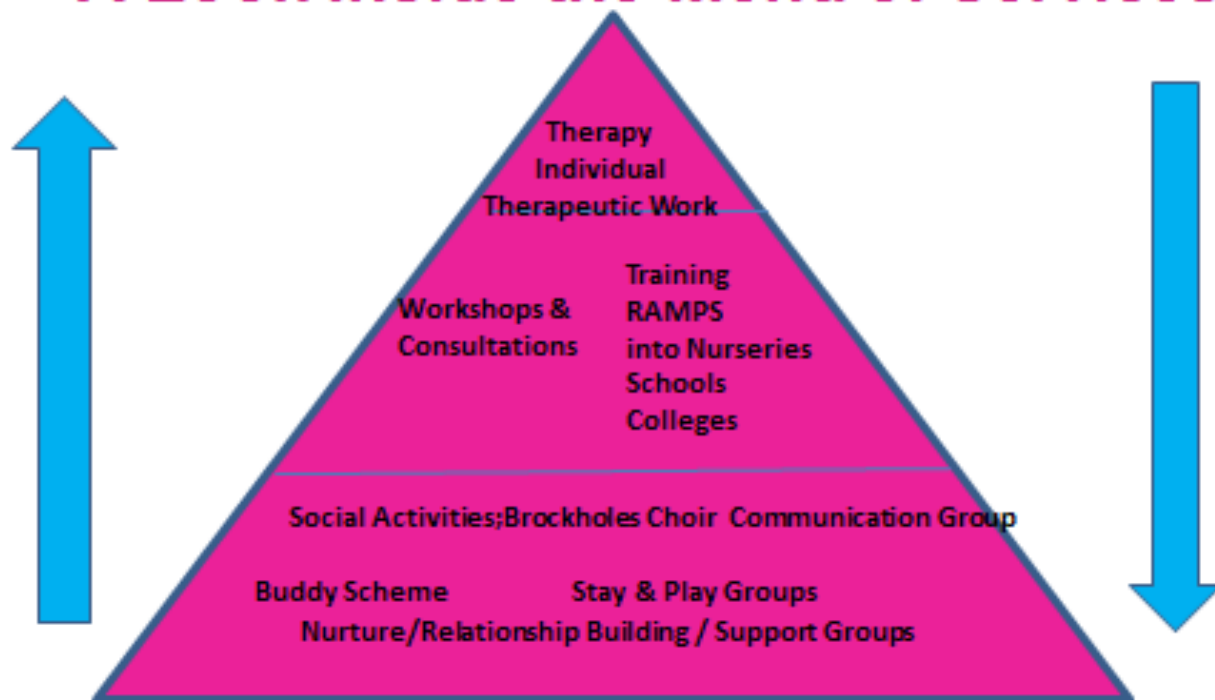 Therapy
Individual
Therapeutic Work
Workshops &
Consultations
Training
RAMPS
into Nurseries
Schools
Colleges
Social Activities;Brockholes Choir Communication Group
Buddy Scheme Stay & Play Groups
Nurture/Relationship Building / Support Groups